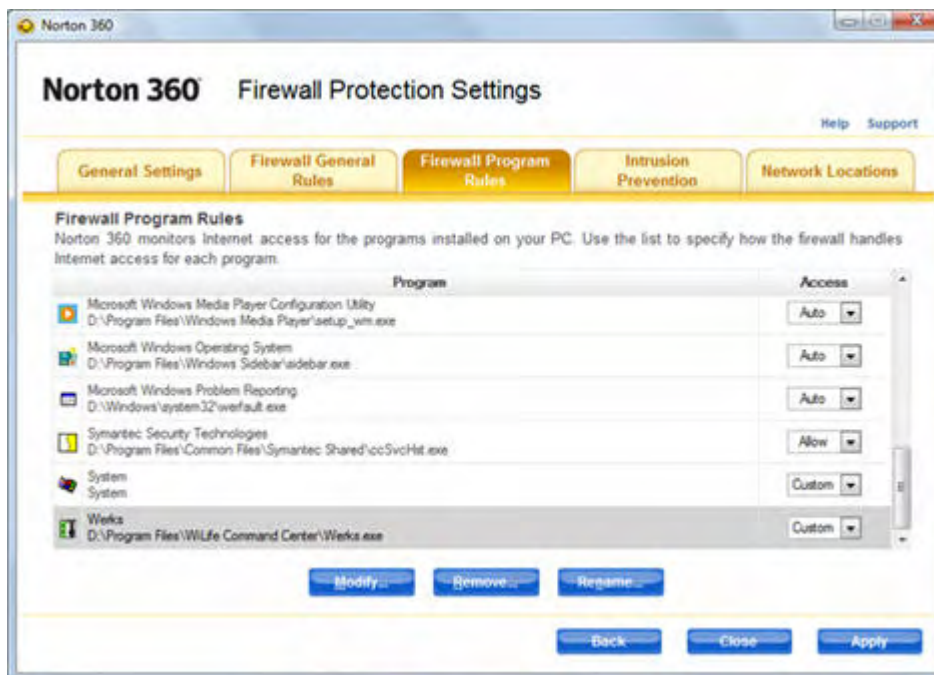 Norton 360
Norton 360 Firewall Protection Settings
Help Support
General Settings
Firewall General Rules
Firewall Program Rules
Intrusion Prevention
Network Locations
Firewall Program Rules
Norton 360 monitors Internet access for the programs installed on your PC. Use the list to specify how the firewall handles
Internet access for each program.
Program Access
Microsoft Windows Media Player Configuration Utility
D:\Program Files\Windows Media Player\setup_wm.exe
Auto
Microsoft Windows Operating System
D:\Program Files\Windows Sidebar\sidebar.exe
Auto
Microsoft Windows Problem Reporting
D:\Windows\system32\werfault.exe
Auto
Symantec Security Technologies
D:\Program Files\Common Files\Symantec Shared\ccSvcHst.exe
Allow
System
System
Custom
Werks
D:\Program Files\WiLife Command Center\Werks.exe
Custom
Modify... Remove... Rename...
Back Close Apply